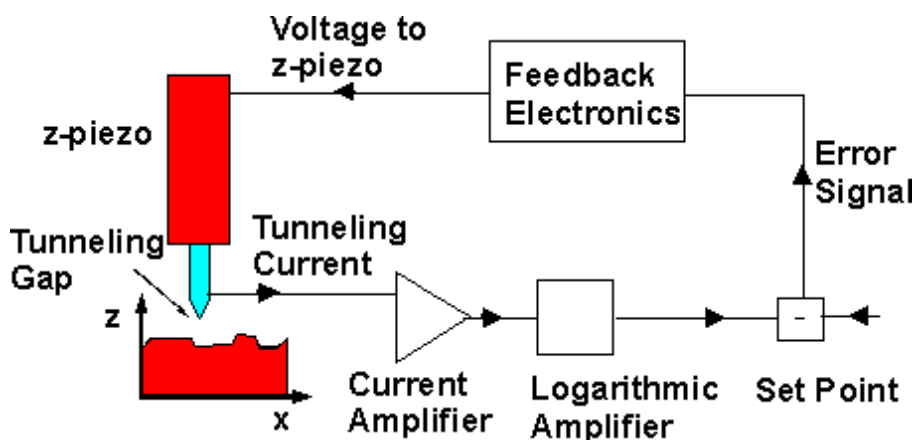 Voltage to
z-piezo
Feedback
Electronics
z-piezo
Error
Signal
Tunneling
Gap
Tunneling
Current
z
x
Current
Amplifier
Logarithmic
Amplifier
-
Set Point